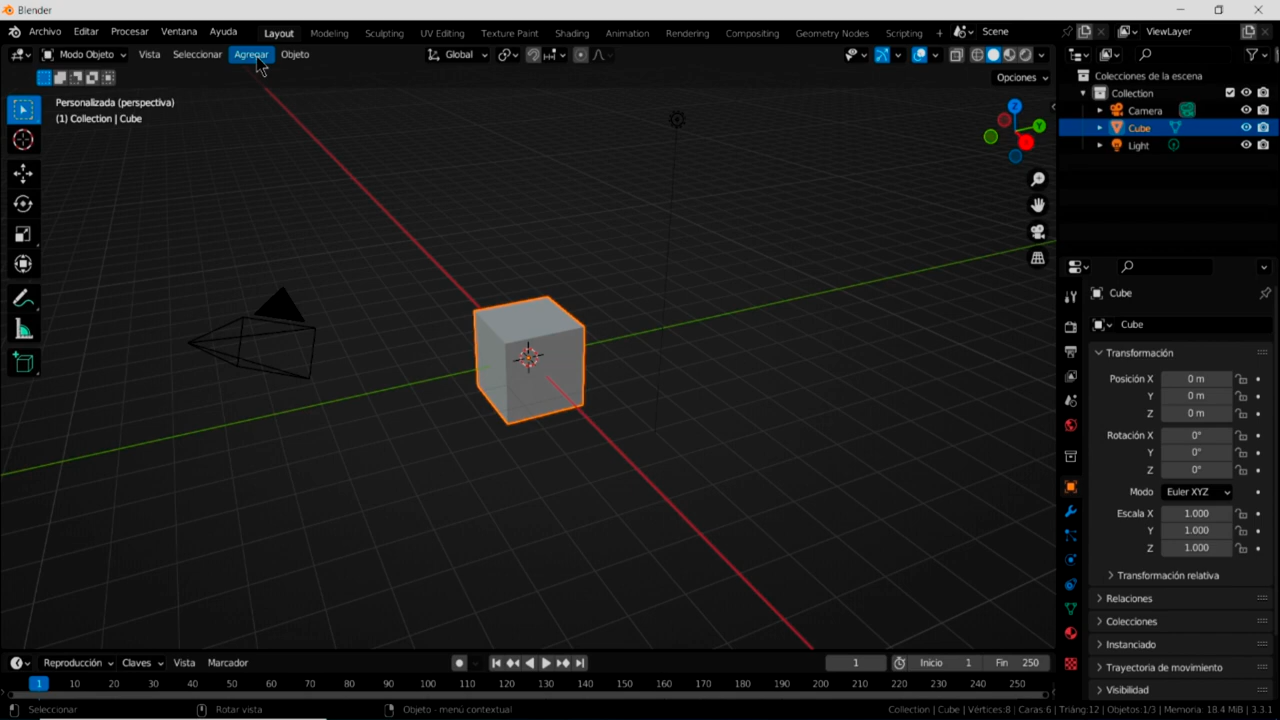 Blender
Archivo Editar Procesar Ventana Ayuda Layout Modeling Sculpting UV Editing Texture Paint Shading Animation Rendering Compositing Geometry Nodes Scripting + Scene ViewLayer
Modo Objeto Vista Seleccionar Agregar Objeto Global
Opciones
Personalizada (perspectiva)
(1) Collection | Cube
Z
Y
Colecciones de la escena
Collection
Camera
Cube
Light
Cube
Cube
Transformación
Posición X 0 m
Y 0 m
Z 0 m
Rotación X 0°
Y 0°
Z 0°
Modo Euler XYZ
Escala X 1.000
Y 1.000
Z 1.000
Transformación relativa
Relaciones
Colecciones
Instanciado
Trayectoria de movimiento
Visibilidad
Reproducción Claves Vista Marcador 1 Inicio 1 Fin 250
1 10 20 30 40 50 60 70 80 90 100 110 120 130 140 150 160 170 180 190 200 210 220 230 240 250
Seleccionar Rotar vista Objeto - menú contextual Collection | Cube | Vértices:8 | Caras:6 | Triáng:12 | Objetos:1/3 | Memoria: 18.4 MiB | 3.3.1